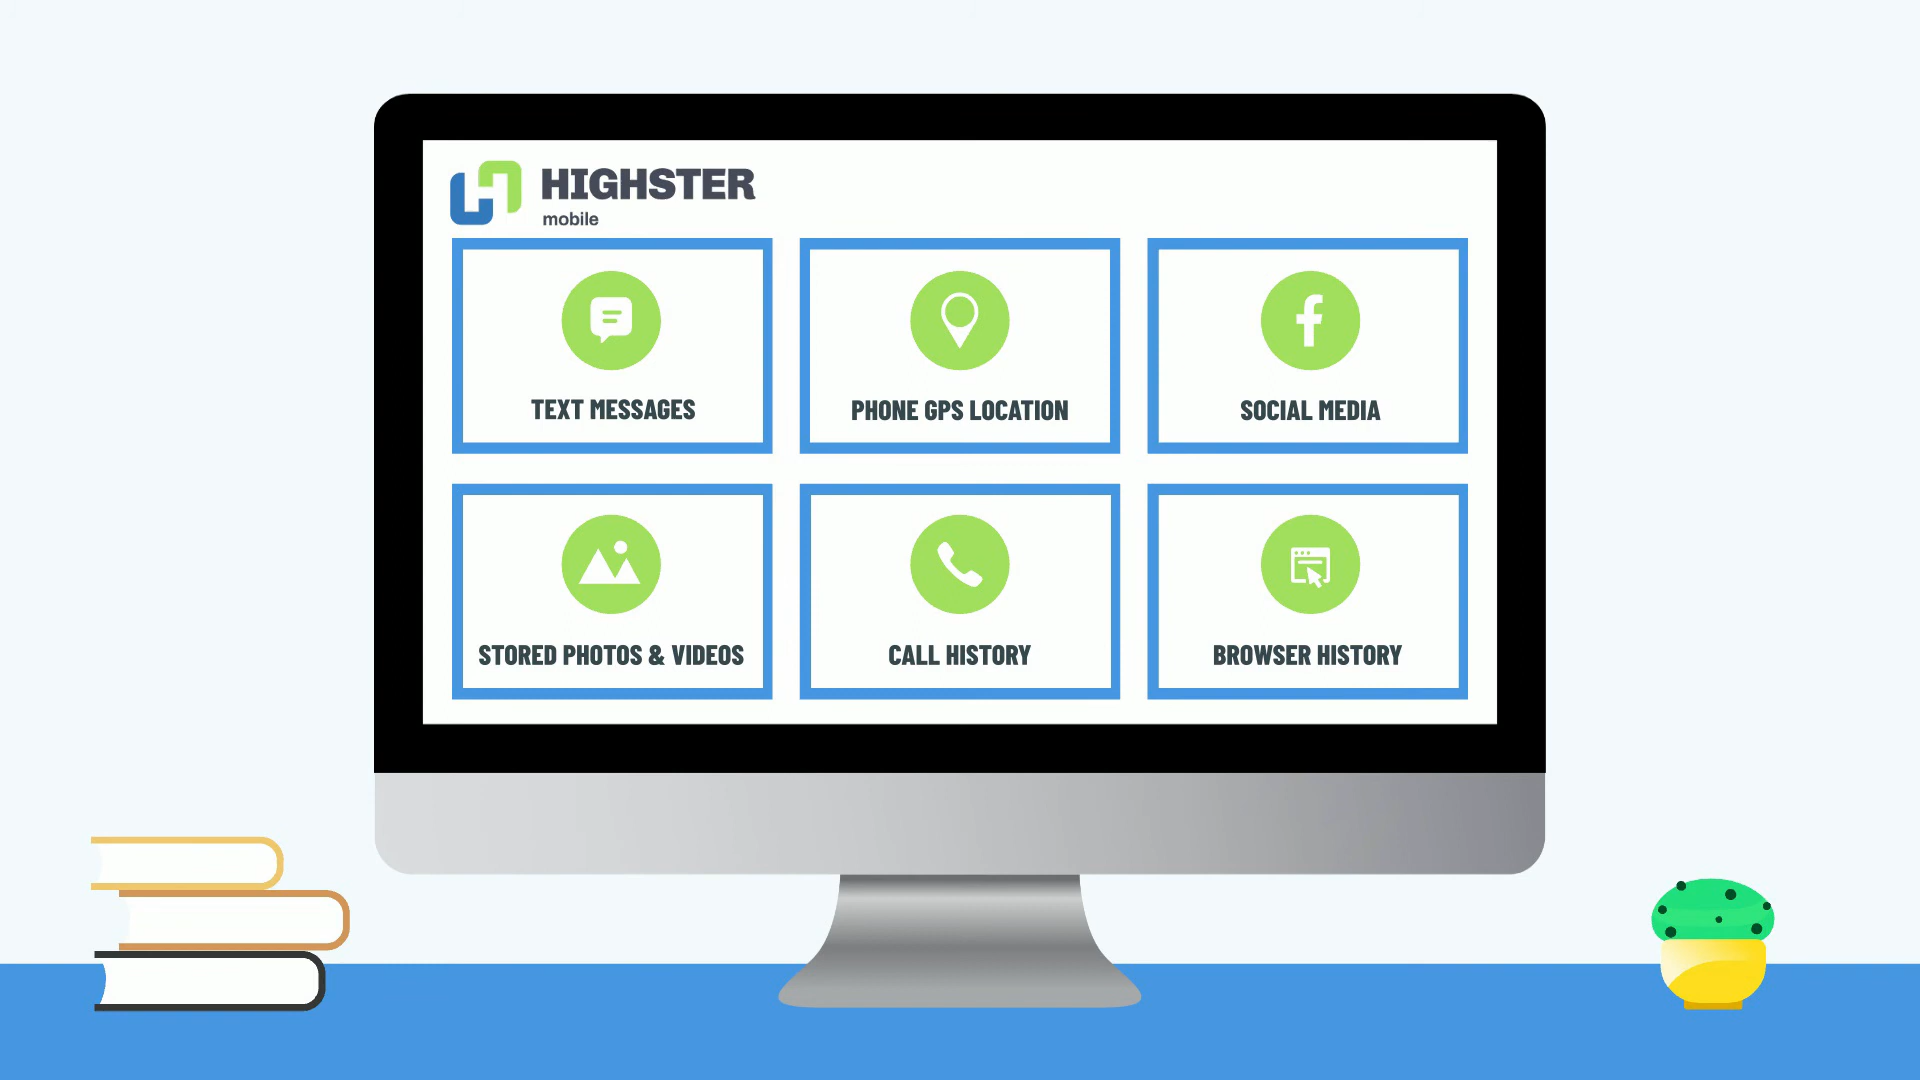 HIGHSTER
mobile
TEXT MESSAGES
PHONE GPS LOCATION
SOCIAL MEDIA
STORED PHOTOS & VIDEOS
CALL HISTORY
BROWSER HISTORY